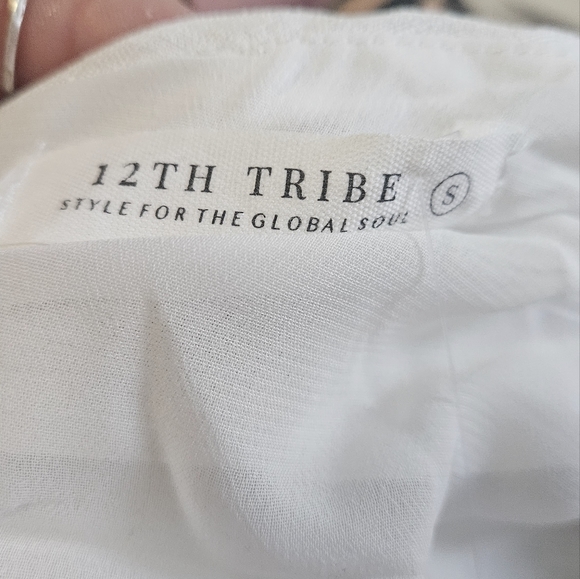 12TH TRIBE S
STYLE FOR THE GLOBAL SOUL